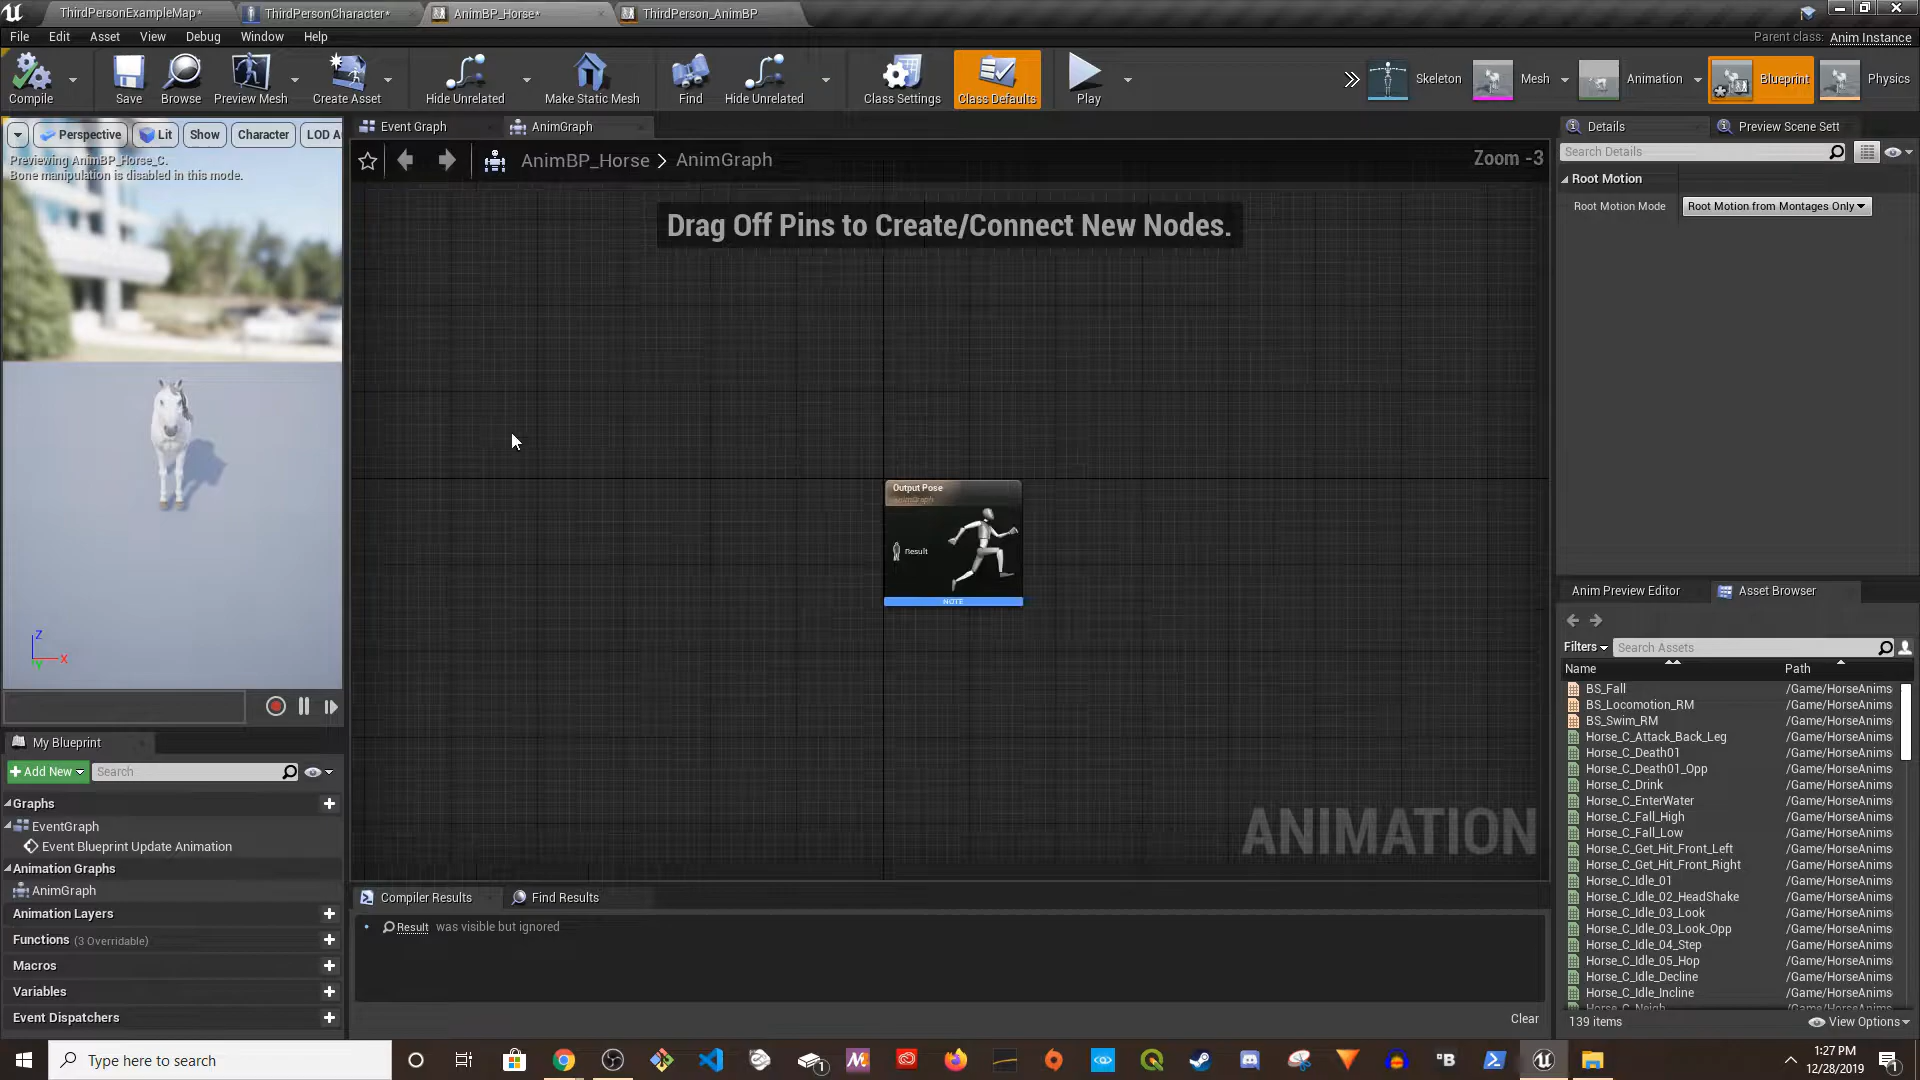 ThirdPersonExampleMap*
ThirdPersonCharacter*
AnimBP_Horse*
ThirdPerson_AnimBP
File
Edit
Asset
View
Debug
Window
Help
Parent class: Anim Instance
Compile
Save
Browse
Preview Mesh
Create Asset
Hide Unrelated
Make Static Mesh
Find
Hide Unrelated
Class Settings
Class Defaults
Play
Skeleton
Mesh
Animation
Blueprint
Physics
Perspective
Lit
Show
Character
LOD A
Previewing AnimBP_Horse_C.
Bone manipulation is disabled in this mode.
Z
X
Y
Event Graph
AnimGraph
AnimBP_Horse > AnimGraph
Zoom -3
Drag Off Pins to Create/Connect New Nodes.
Output Pose
AnimGraph
Result
NOTE
ANIMATION
Details
Preview Scene Sett
Search Details
Root Motion
Root Motion Mode
Root Motion from Montages Only
My Blueprint
+ Add New
Search
Graphs
EventGraph
Event Blueprint Update Animation
Animation Graphs
AnimGraph
Animation Layers
Functions (3 Overridable)
Macros
Variables
Event Dispatchers
Compiler Results
Find Results
Result was visible but ignored
Clear
Anim Preview Editor
Asset Browser
Filters
Search Assets
Name
Path
BS_Fall /Game/HorseAnims
BS_Locomotion_RM /Game/HorseAnims
BS_Swim_RM /Game/HorseAnims
Horse_C_Attack_Back_Leg /Game/HorseAnims
Horse_C_Death01 /Game/HorseAnims
Horse_C_Death01_Opp /Game/HorseAnims
Horse_C_Drink /Game/HorseAnims
Horse_C_EnterWater /Game/HorseAnims
Horse_C_Fall_High /Game/HorseAnims
Horse_C_Fall_Low /Game/HorseAnims
Horse_C_Get_Hit_Front_Left /Game/HorseAnims
Horse_C_Get_Hit_Front_Right /Game/HorseAnims
Horse_C_Idle_01 /Game/HorseAnims
Horse_C_Idle_02_HeadShake /Game/HorseAnims
Horse_C_Idle_03_Look /Game/HorseAnims
Horse_C_Idle_03_Look_Opp /Game/HorseAnims
Horse_C_Idle_04_Step /Game/HorseAnims
Horse_C_Idle_05_Hop /Game/HorseAnims
Horse_C_Idle_Decline /Game/HorseAnims
Horse_C_Idle_Incline /Game/HorseAnims
Horse_C_Neigh /Game/HorseAnims
139 items
View Options
Type here to search
1:27 PM
12/28/2019